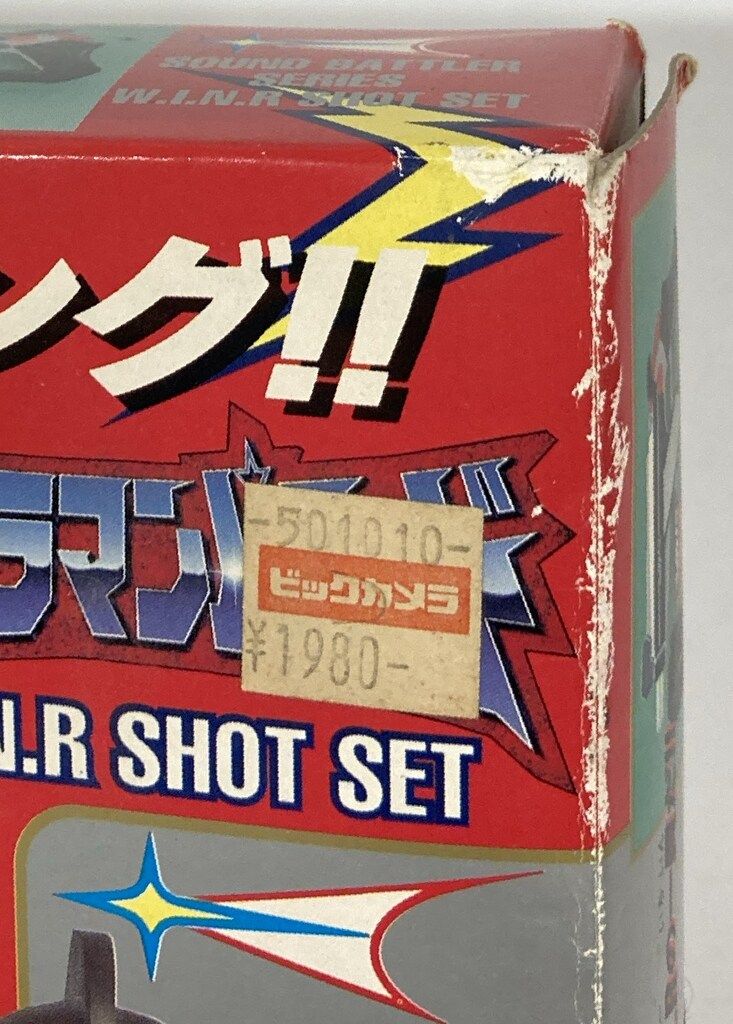 SOUND BATTLER
SERIES
W.I.N.R SHOT SET
ング!!
ラマンパ
-501010-
ビックカメラ
¥1980-
N.R SHOT SET